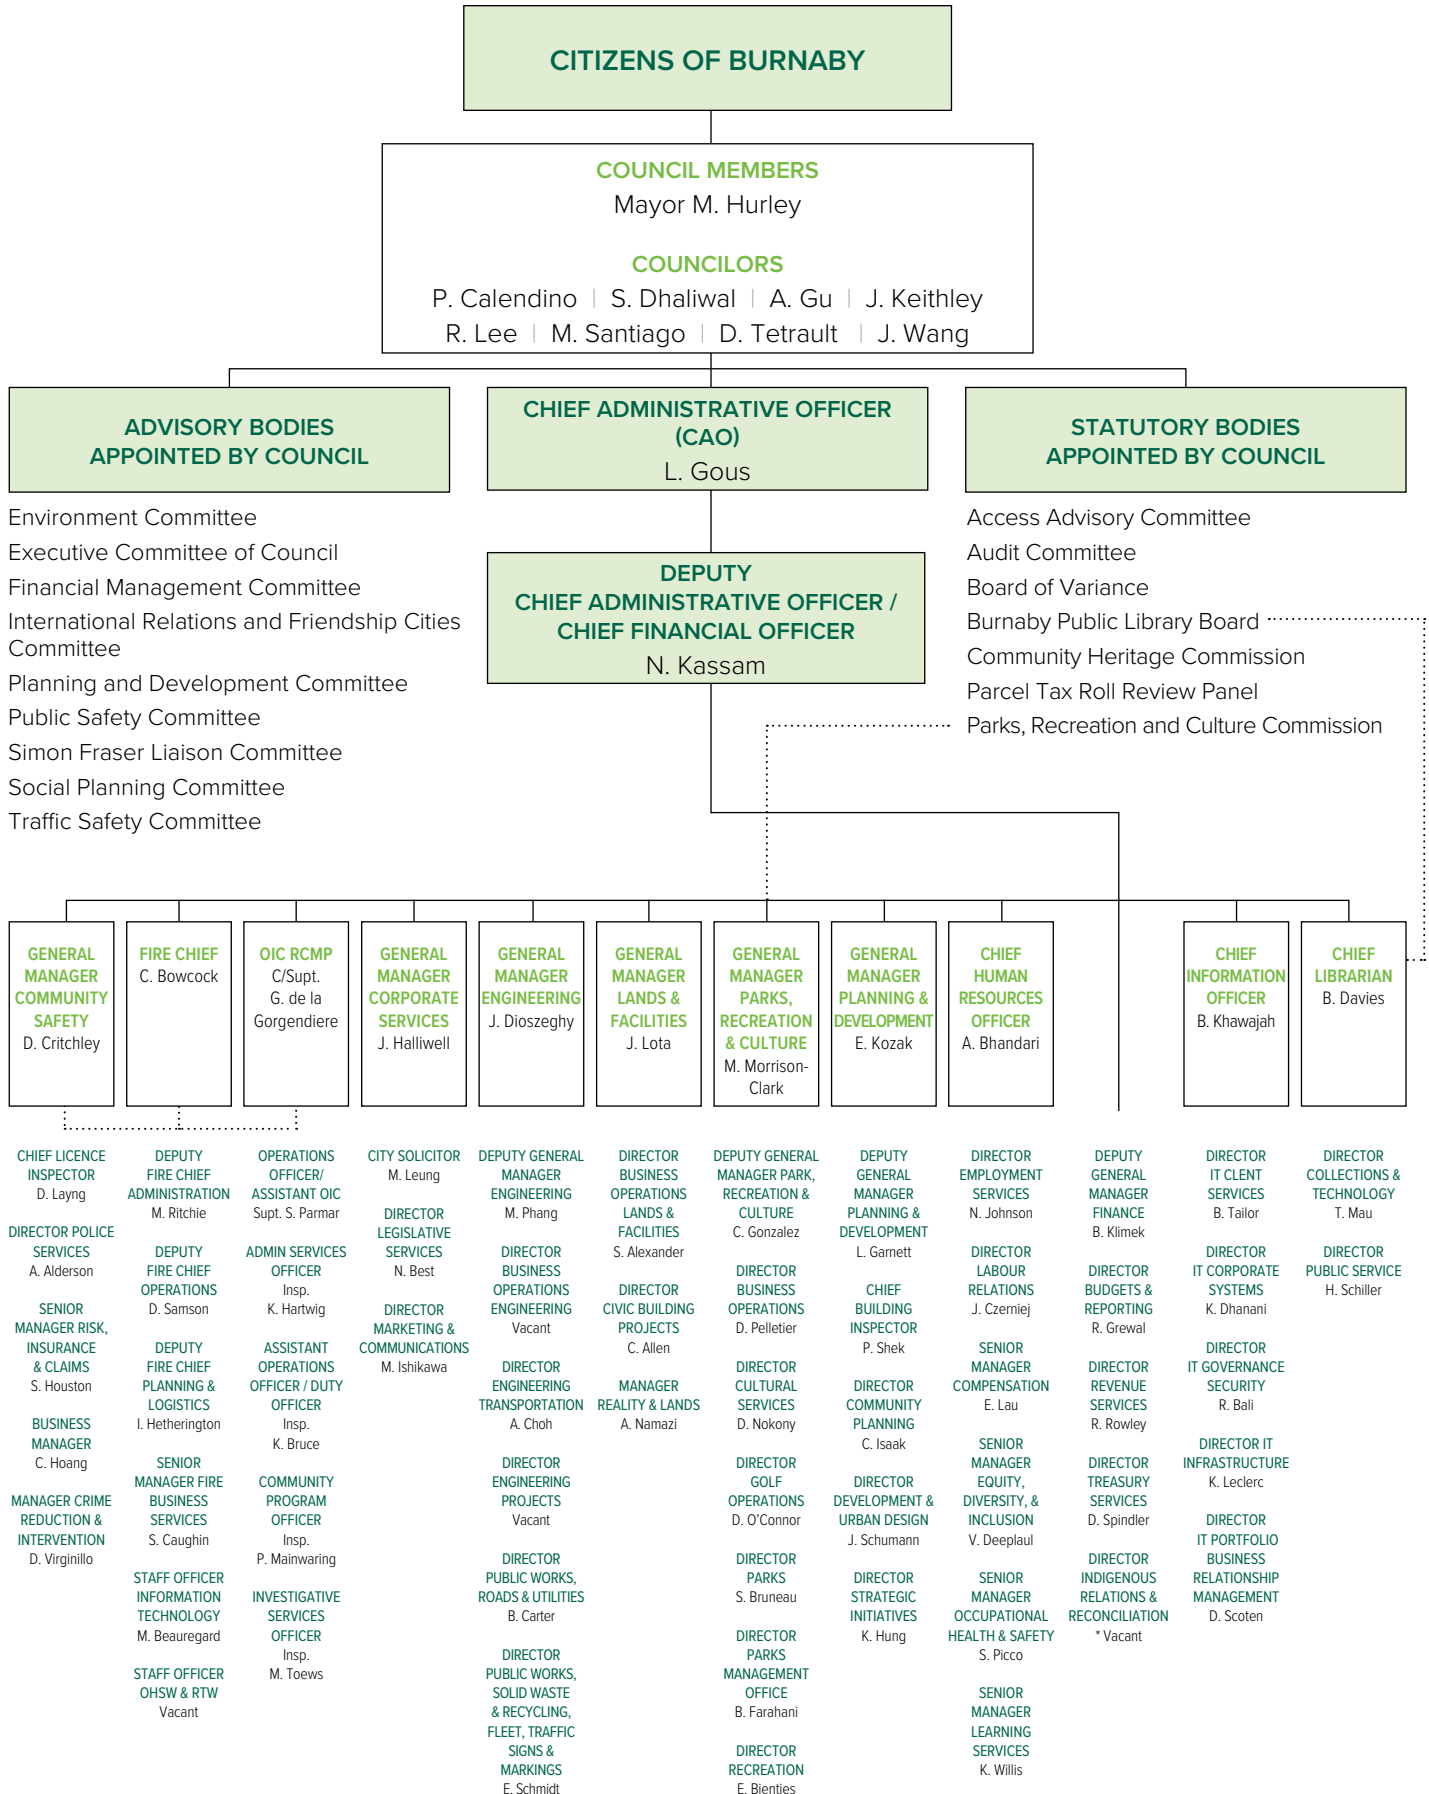 CITIZENS OF BURNABY
COUNCIL MEMBERS
Mayor M. Hurley
COUNCILORS
P. Calendino | S. Dhaliwal | A. Gu | J. Keithley
R. Lee | M. Santiago | D. Tetrault | J. Wang
ADVISORY BODIES
APPOINTED BY COUNCIL
Environment Committee
Executive Committee of Council
Financial Management Committee
International Relations and Friendship Cities
Committee
Planning and Development Committee
Public Safety Committee
Simon Fraser Liaison Committee
Social Planning Committee
Traffic Safety Committee
CHIEF ADMINISTRATIVE OFFICER
(CAO)
L. Gous
DEPUTY
CHIEF ADMINISTRATIVE OFFICER /
CHIEF FINANCIAL OFFICER
N. Kassam
STATUTORY BODIES
APPOINTED BY COUNCIL
Access Advisory Committee
Audit Committee
Board of Variance
Burnaby Public Library Board
Community Heritage Commission
Parcel Tax Roll Review Panel
Parks, Recreation and Culture Commission
GENERAL
MANAGER
COMMUNITY
SAFETY
D. Critchley
FIRE CHIEF
C. Bowcock
OIC RCMP
C/Supt.
G. de la
Gorgendiere
GENERAL
MANAGER
CORPORATE
SERVICES
J. Halliwell
GENERAL
MANAGER
ENGINEERING
J. Dioszeghy
GENERAL
MANAGER
LANDS &
FACILITIES
J. Lota
GENERAL
MANAGER
PARKS,
RECREATION
& CULTURE
M. Morrison-
Clark
GENERAL
MANAGER
PLANNING &
DEVELOPMENT
E. Kozak
CHIEF
HUMAN
RESOURCES
OFFICER
A. Bhandari
CHIEF
INFORMATION
OFFICER
B. Khawajah
CHIEF
LIBRARIAN
B. Davies
CHIEF LICENCE
INSPECTOR
D. Layng
DIRECTOR POLICE
SERVICES
A. Alderson
SENIOR
MANAGER RISK,
INSURANCE
& CLAIMS
S. Houston
BUSINESS
MANAGER
C. Hoang
MANAGER CRIME
REDUCTION &
INTERVENTION
D. Virginillo
DEPUTY
FIRE CHIEF
ADMINISTRATION
M. Ritchie
DEPUTY
FIRE CHIEF
OPERATIONS
D. Samson
DEPUTY
FIRE CHIEF
PLANNING &
LOGISTICS
I. Hetherington
SENIOR
MANAGER FIRE
BUSINESS
SERVICES
S. Caughin
STAFF OFFICER
INFORMATION
TECHNOLOGY
M. Beauregard
STAFF OFFICER
OHSW & RTW
Vacant
OPERATIONS
OFFICER/
ASSISTANT OIC
Supt. S. Parmar
ADMIN SERVICES
OFFICER
Insp.
K. Hartwig
ASSISTANT
OPERATIONS
OFFICER / DUTY
OFFICER
Insp.
K. Bruce
COMMUNITY
PROGRAM
OFFICER
Insp.
P. Mainwaring
INVESTIGATIVE
SERVICES
OFFICER
Insp.
M. Toews
CITY SOLICITOR
M. Leung
DIRECTOR
LEGISLATIVE
SERVICES
N. Best
DIRECTOR
MARKETING &
COMMUNICATIONS
M. Ishikawa
DEPUTY GENERAL
MANAGER
ENGINEERING
M. Phang
DIRECTOR
BUSINESS
OPERATIONS
ENGINEERING
Vacant
DIRECTOR
ENGINEERING
TRANSPORTATION
A. Choh
DIRECTOR
ENGINEERING
PROJECTS
Vacant
DIRECTOR
PUBLIC WORKS,
ROADS & UTILITIES
B. Carter
DIRECTOR
PUBLIC WORKS,
SOLID WASTE
& RECYCLING,
FLEET, TRAFFIC
SIGNS &
MARKINGS
E. Schmidt
DIRECTOR
BUSINESS
OPERATIONS
LANDS &
FACILITIES
S. Alexander
DIRECTOR
CIVIC BUILDING
PROJECTS
C. Allen
MANAGER
REALITY & LANDS
A. Namazi
DEPUTY GENERAL
MANAGER PARK,
RECREATION &
CULTURE
C. Gonzalez
DIRECTOR
BUSINESS
OPERATIONS
D. Pelletier
DIRECTOR
CULTURAL
SERVICES
D. Nokony
DIRECTOR
GOLF
OPERATIONS
D. O'Connor
DIRECTOR
PARKS
S. Bruneau
DIRECTOR
PARKS
MANAGEMENT
OFFICE
B. Farahani
DIRECTOR
RECREATION
E. Bienties
DEPUTY
GENERAL
MANAGER
PLANNING &
DEVELOPMENT
L. Garnett
CHIEF
BUILDING
INSPECTOR
P. Shek
DIRECTOR
COMMUNITY
PLANNING
C. Isaak
DIRECTOR
DEVELOPMENT &
URBAN DESIGN
J. Schumann
DIRECTOR
STRATEGIC
INITIATIVES
K. Hung
DIRECTOR
EMPLOYMENT
SERVICES
N. Johnson
DIRECTOR
LABOUR
RELATIONS
J. Czerniej
SENIOR
MANAGER
COMPENSATION
E. Lau
SENIOR
MANAGER
EQUITY,
DIVERSITY, &
INCLUSION
V. Deeplaul
SENIOR
MANAGER
OCCUPATIONAL
HEALTH & SAFETY
S. Picco
SENIOR
MANAGER
LEARNING
SERVICES
K. Willis
DEPUTY
GENERAL
MANAGER
FINANCE
B. Klimek
DIRECTOR
BUDGETS &
REPORTING
R. Grewal
DIRECTOR
REVENUE
SERVICES
R. Rowley
DIRECTOR
TREASURY
SERVICES
D. Spindler
DIRECTOR
INDIGENOUS
RELATIONS &
RECONCILIATION
* Vacant
DIRECTOR
IT CLENT
SERVICES
B. Tailor
DIRECTOR
IT CORPORATE
SYSTEMS
K. Dhanani
DIRECTOR
IT GOVERNANCE
SECURITY
R. Bali
DIRECTOR IT
INFRASTRUCTURE
K. Leclerc
DIRECTOR
IT PORTFOLIO
BUSINESS
RELATIONSHIP
MANAGEMENT
D. Scoten
DIRECTOR
COLLECTIONS &
TECHNOLOGY
T. Mau
DIRECTOR
PUBLIC SERVICE
H. Schiller